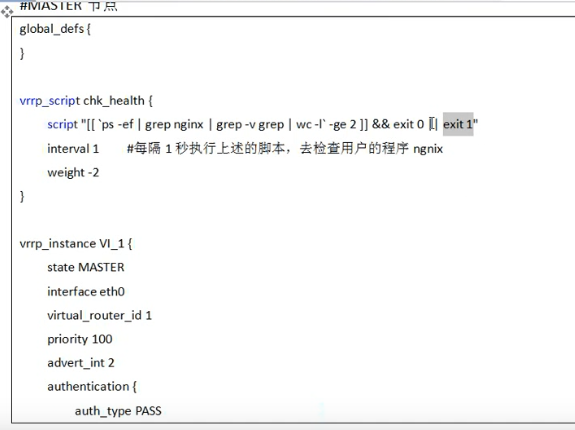 #MASTER 节点
global_defs {
}
vrrp_script chk_health {
script "[[ `ps -ef | grep nginx | grep -v grep | wc -l` -ge 2 ]] && exit 0 || exit 1"
interval 1 #每隔 1 秒执行上述的脚本，去检查用户的程序 ngnix
weight -2
}
vrrp_instance VI_1 {
state MASTER
interface eth0
virtual_router_id 1
priority 100
advert_int 2
authentication {
auth_type PASS